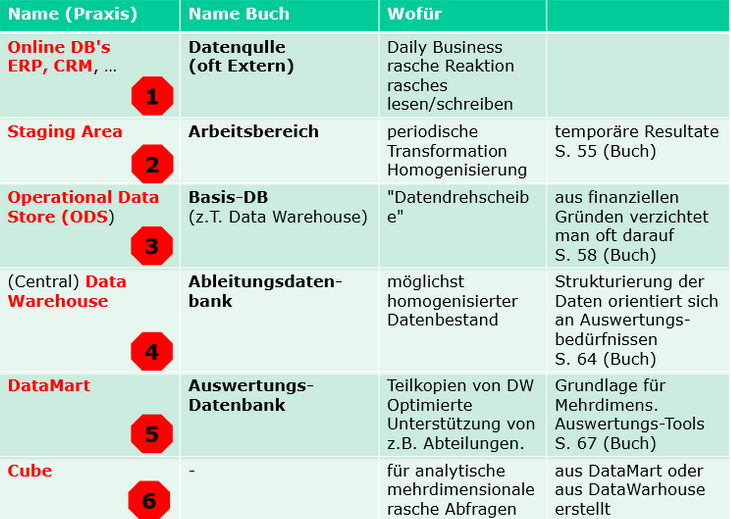 Name (Praxis) Name Buch Wofür
Online DB's
ERP, CRM, ...
1
Datenqulle
(oft Extern)
Daily Business
rasche Reaktion
rasches
lesen/schreiben
Staging Area
2
Arbeitsbereich
periodische
Transformation
Homogenisierung
temporäre Resultate
S. 55 (Buch)
Operational Data
Store (ODS)
3
Basis-DB
(z.T. Data Warehouse)
"Datendrehscheib
e"
aus finanziellen
Gründen verzichtet
man oft darauf
S. 58 (Buch)
(Central) Data
Warehouse
4
Ableitungsdaten-
bank
möglichst
homogenisierter
Datenbestand
Strukturierung der
Daten orientiert sich
an Auswertungs-
bedürfnissen
S. 64 (Buch)
DataMart
5
Auswertungs-
Datenbank
Teilkopien von DW
Optimierte
Unterstützung von
z.B. Abteilungen.
Grundlage für
Mehrdimens.
Auswertungs-Tools
S. 67 (Buch)
Cube
6
-
für analytische
mehrdimensionale
rasche Abfragen
aus DataMart oder
aus DataWarhouse
erstellt